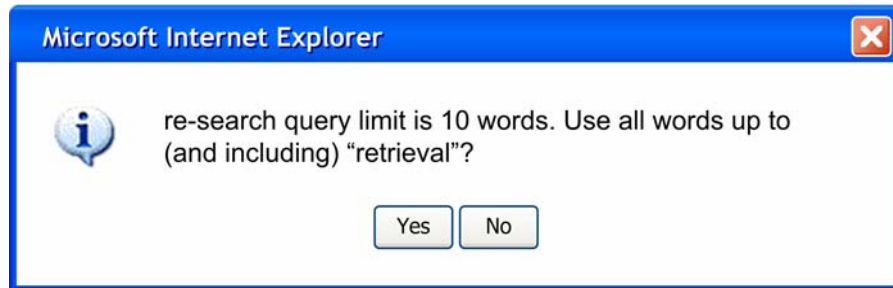 Microsoft Internet Explorer
re-search query limit is 10 words. Use all words up to
(and including) “retrieval”?
Yes No